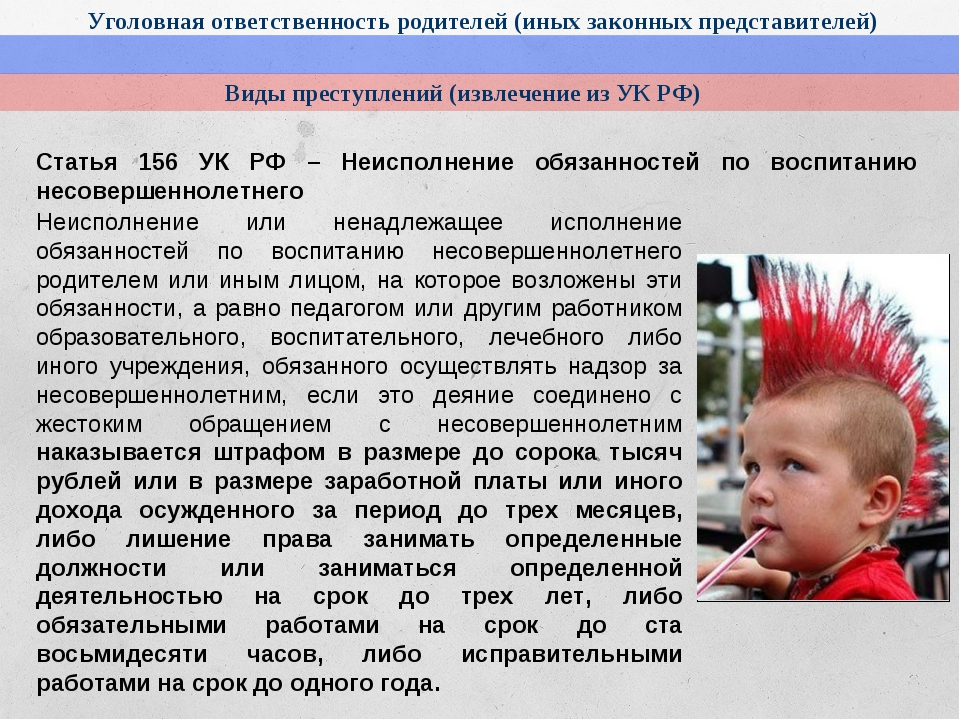 Уголовная ответственность родителей (иных законных представителей)
Виды преступлений (извлечение из УК РФ)
Статья 156 УК РФ – Неисполнение обязанностей по воспитанию
несовершеннолетнего
Неисполнение или ненадлежащее исполнение
обязанностей по воспитанию несовершеннолетнего
родителем или иным лицом, на которое возложены эти
обязанности, а равно педагогом или другим работником
образовательного, воспитательного, лечебного либо
иного учреждения, обязанного осуществлять надзор за
несовершеннолетним, если это деяние соединено с
жестоким обращением с несовершеннолетним
наказывается штрафом в размере до сорока тысяч
рублей или в размере заработной платы или иного
дохода осужденного за период до трех месяцев,
либо лишение права занимать определенные
должности или заниматься определенной
деятельностью на срок до трех лет, либо
обязательными работами на срок до ста
восьмидесяти часов, либо исправительными
работами на срок до одного года.